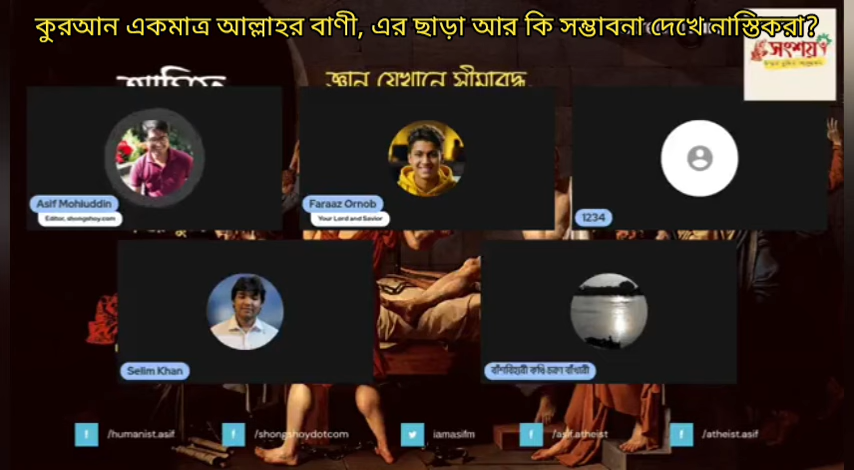 কুরআন একমাত্র আল্লাহর বাণী, এর ছাড়া আর কি সম্ভাবনা দেখে নাস্তিকরা?
সংশয়
জ্ঞান যেখানে সীমাবদ্ধ
Asif Mohiuddin
Editor, shongshoy.com
Faraaz Ornob
Your Lord and Savior
1234
Selim Khan
/humanist.asif
/shongshoydotcom
iamasifm
/asif.atheist
/atheist.asif